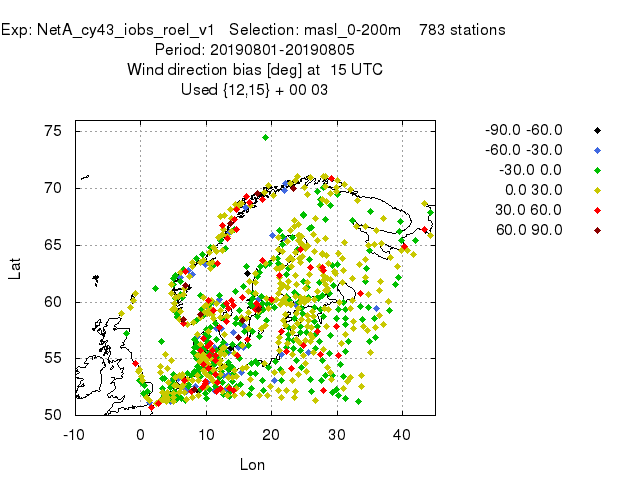 Exp: NetA_cy43_iobs_roel_v1 Selection: masl_0-200m 783 stations
Period: 20190801-20190805
Wind direction bias [deg] at 15 UTC
Used {12,15} + 00 03
-90.0 -60.0
-60.0 -30.0
-30.0 0.0
0.0 30.0
30.0 60.0
60.0 90.0
75
70
65
60
55
50
Lat
-10 0 10 20 30 40
Lon